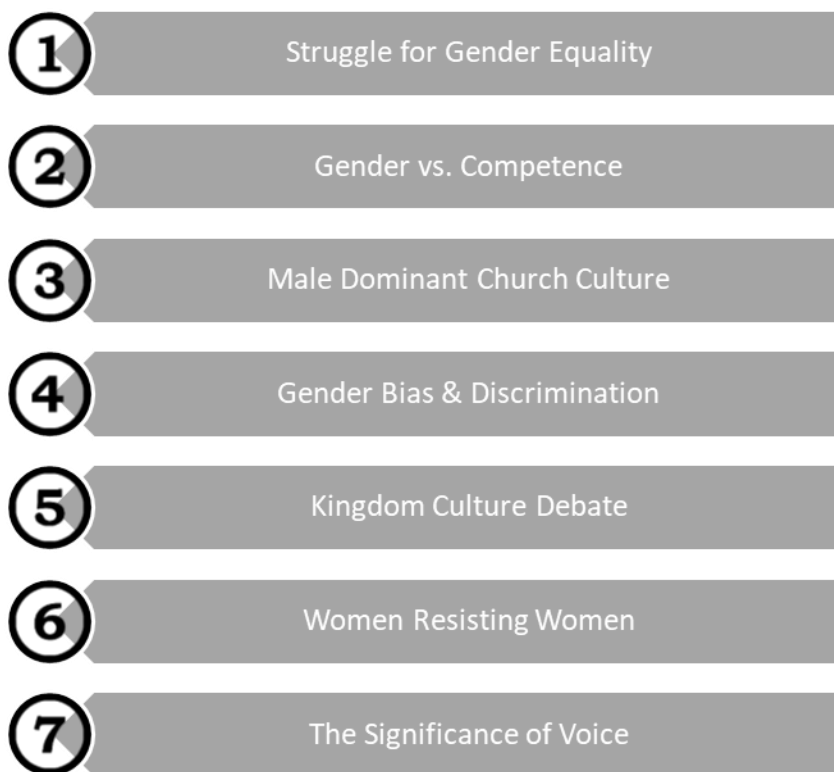 1 Struggle for Gender Equality
2 Gender vs. Competence
3 Male Dominant Church Culture
4 Gender Bias & Discrimination
5 Kingdom Culture Debate
6 Women Resisting Women
7 The Significance of Voice